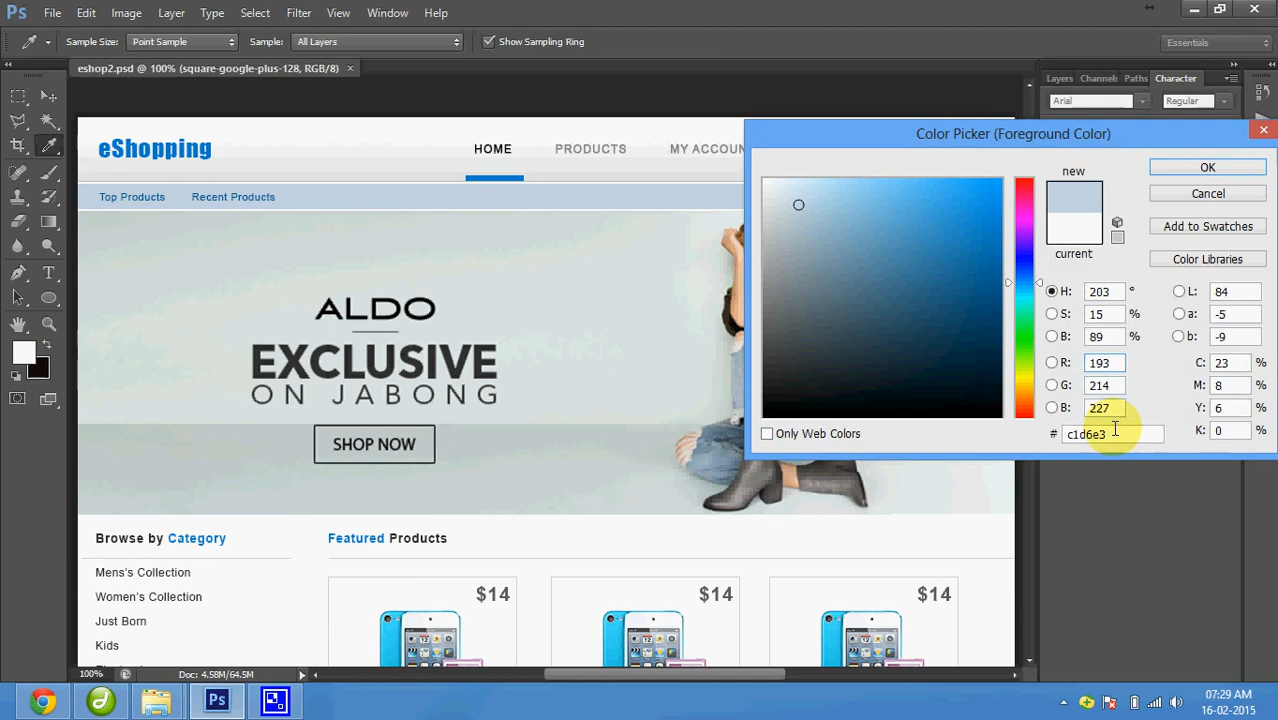 Ps File Edit Image Layer Type Select Filter View Window Help
Sample Size: Point Sample Sample: All Layers Show Sampling Ring Essentials
eshop2.psd @ 100% (square-google-plus-128, RGB/8) ×
Layers Channels Paths Character
Arial Regular
eShopping HOME PRODUCTS MY ACCOUN
Top Products Recent Products
ALDO
EXCLUSIVE
ON JABONG
SHOP NOW
Browse by Category
Mens's Collection
Women's Collection
Just Born
Kids
Featured Products
$14 $14 $14
Color Picker (Foreground Color)
new
current
OK
Cancel
Add to Swatches
Color Libraries
H: 203 ° L: 84
S: 15 % a: -5
B: 89 % b: -9
R: 193 C: 23 %
G: 214 M: 8 %
B: 227 Y: 6 %
# c1d6e3 K: 0 %
Only Web Colors
100% Doc: 4.58M/64.5M
Ps
07:29 AM
16-02-2015